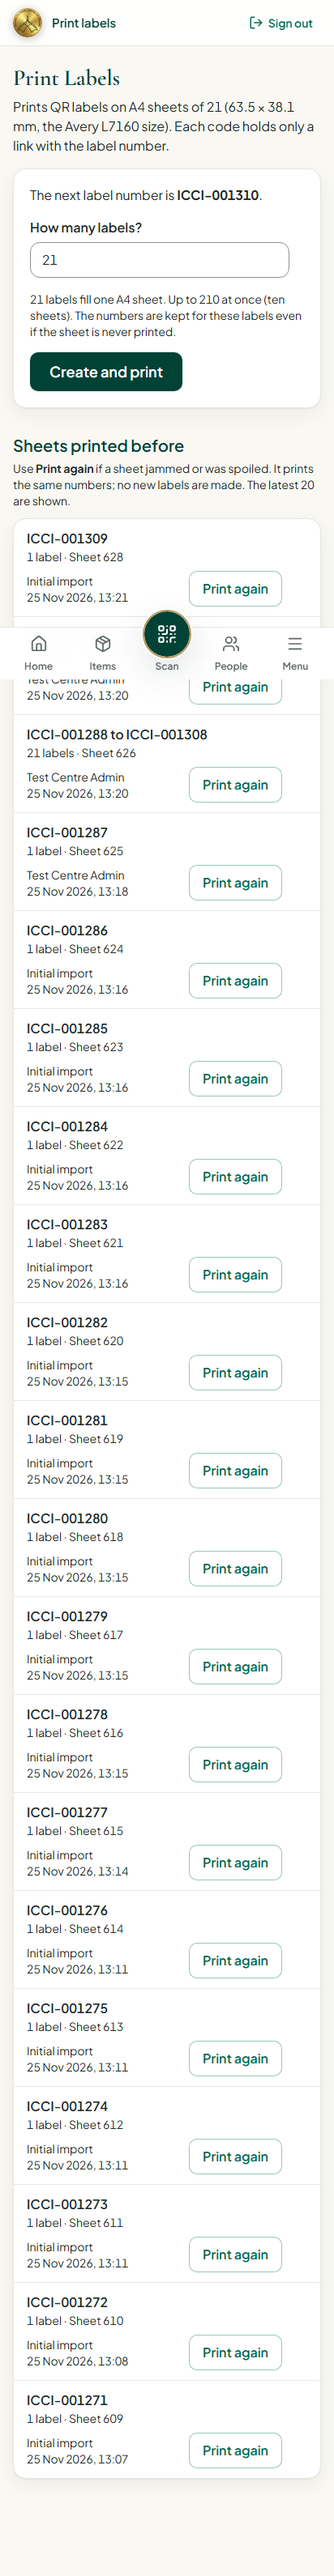 Print labels
Sign out
Print Labels
Prints QR labels on A4 sheets of 21 (63.5 × 38.1
mm, the Avery L7160 size). Each code holds only a
link with the label number.
The next label number is ICCI-001310.
How many labels?
21
21 labels fill one A4 sheet. Up to 210 at once (ten
sheets). The numbers are kept for these labels even
if the sheet is never printed.
Create and print
Sheets printed before
Use Print again if a sheet jammed or was spoiled. It prints
the same numbers; no new labels are made. The latest 20
are shown.
ICCI-001309
1 label · Sheet 628
Initial import
25 Nov 2026, 13:21
Print again
Home
Items
Scan
People
Menu
Test Centre Admin
25 Nov 2026, 13:20
Print again
ICCI-001288 to ICCI-001308
21 labels · Sheet 626
Test Centre Admin
25 Nov 2026, 13:20
Print again
ICCI-001287
1 label · Sheet 625
Test Centre Admin
25 Nov 2026, 13:18
Print again
ICCI-001286
1 label · Sheet 624
Initial import
25 Nov 2026, 13:16
Print again
ICCI-001285
1 label · Sheet 623
Initial import
25 Nov 2026, 13:16
Print again
ICCI-001284
1 label · Sheet 622
Initial import
25 Nov 2026, 13:16
Print again
ICCI-001283
1 label · Sheet 621
Initial import
25 Nov 2026, 13:16
Print again
ICCI-001282
1 label · Sheet 620
Initial import
25 Nov 2026, 13:15
Print again
ICCI-001281
1 label · Sheet 619
Initial import
25 Nov 2026, 13:15
Print again
ICCI-001280
1 label · Sheet 618
Initial import
25 Nov 2026, 13:15
Print again
ICCI-001279
1 label · Sheet 617
Initial import
25 Nov 2026, 13:15
Print again
ICCI-001278
1 label · Sheet 616
Initial import
25 Nov 2026, 13:15
Print again
ICCI-001277
1 label · Sheet 615
Initial import
25 Nov 2026, 13:14
Print again
ICCI-001276
1 label · Sheet 614
Initial import
25 Nov 2026, 13:11
Print again
ICCI-001275
1 label · Sheet 613
Initial import
25 Nov 2026, 13:11
Print again
ICCI-001274
1 label · Sheet 612
Initial import
25 Nov 2026, 13:11
Print again
ICCI-001273
1 label · Sheet 611
Initial import
25 Nov 2026, 13:11
Print again
ICCI-001272
1 label · Sheet 610
Initial import
25 Nov 2026, 13:08
Print again
ICCI-001271
1 label · Sheet 609
Initial import
25 Nov 2026, 13:07
Print again